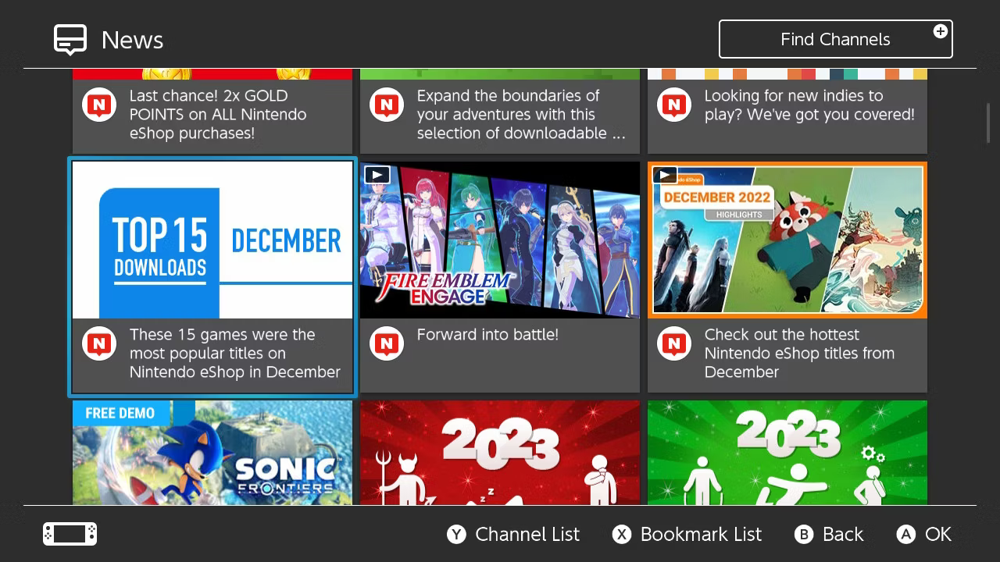 News
Find Channels
Last chance! 2x GOLD
POINTS on ALL Nintendo
eShop purchases!
Expand the boundaries of
your adventures with this
selection of downloadable ...
Looking for new indies to
play? We've got you covered!
TOP 15
DOWNLOADS
DECEMBER
These 15 games were the
most popular titles on
Nintendo eShop in December
FIRE EMBLEM™
ENGAGE
Forward into battle!
Nintendo eShop
DECEMBER 2022
HIGHLIGHTS
Check out the hottest
Nintendo eShop titles from
December
FREE DEMO
SONIC
FRONTIERS
2023
z z
2023
Y Channel List
X Bookmark List
B Back
A OK